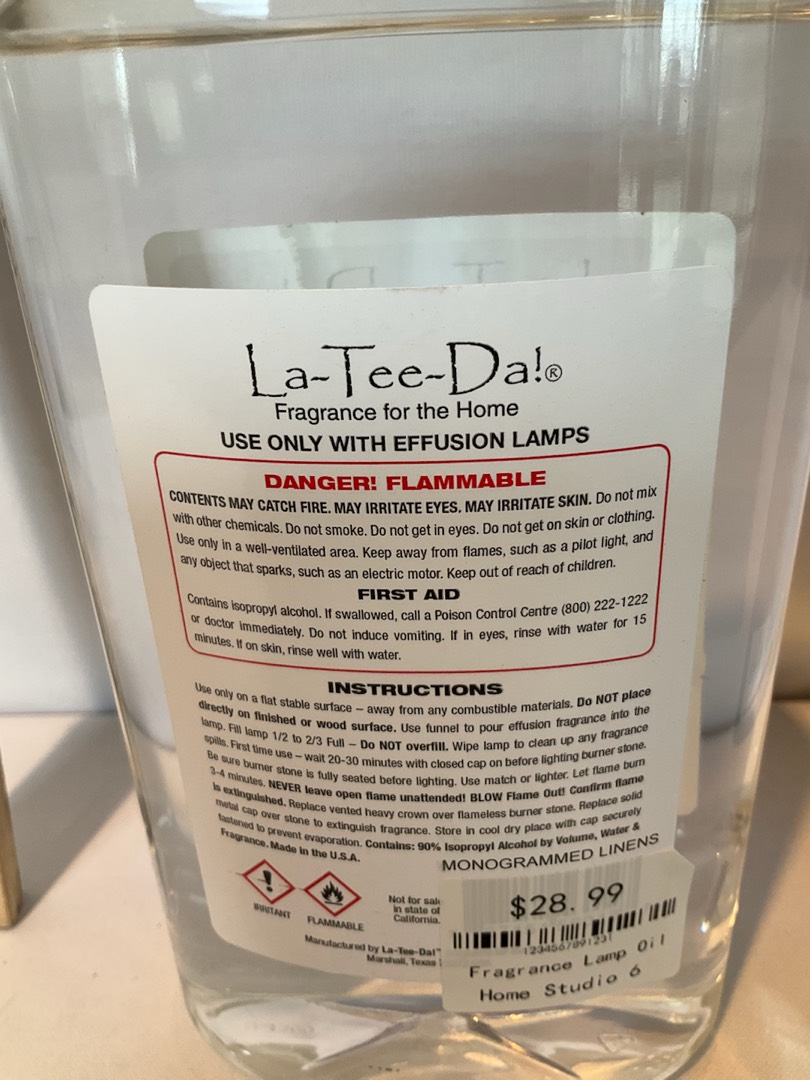 La-Tee-Da!®
Fragrance for the Home
USE ONLY WITH EFFUSION LAMPS
DANGER! FLAMMABLE
CONTENTS MAY CATCH FIRE. MAY IRRITATE EYES. MAY IRRITATE SKIN. Do not mix
with other chemicals. Do not smoke. Do not get in eyes. Do not get on skin or clothing.
Use only in a well-ventilated area. Keep away from flames, such as a pilot light, and
any object that sparks, such as an electric motor. Keep out of reach of children.
FIRST AID
Contains isopropyl alcohol. If swallowed, call a Poison Control Centre (800) 222-1222
or doctor immediately. Do not induce vomiting. If in eyes, rinse with water for 15
minutes. If on skin, rinse well with water.
INSTRUCTIONS
Use only on a flat stable surface – away from any combustible materials. Do NOT place
directly on finished or wood surface. Use funnel to pour effusion fragrance into the
lamp. Fill lamp 1/2 to 2/3 Full – Do NOT overfill. Wipe lamp to clean up any fragrance
spills. First time use – wait 20-30 minutes with closed cap on before lighting burner stone.
Be sure burner stone is fully seated before lighting. Use match or lighter. Let flame burn
3-4 minutes. NEVER leave open flame unattended! BLOW Flame Out! Confirm flame
is extinguished. Replace vented heavy crown over flameless burner stone. Replace solid
metal cap over stone to extinguish fragrance. Store in cool dry place with cap securely
fastened to prevent evaporation. Contains: 90% Isopropyl Alcohol by Volume, Water &
Fragrance. Made in the U.S.A.
IRRITANT
FLAMMABLE
Not for sale
in state of
California.
Manufactured by La-Tee-Da!™
Marshall, Texas
MONOGRAMMED LINENS
$28.99
Fragrance Lamp Oil
Home Studio 6